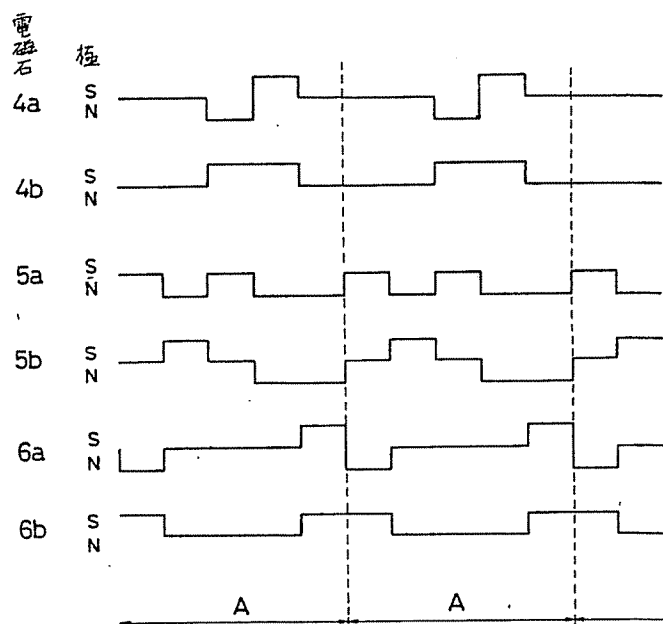 電磁石 極
4a S N
4b S N
5a S N
5b S N
6a S N
6b S N
A A